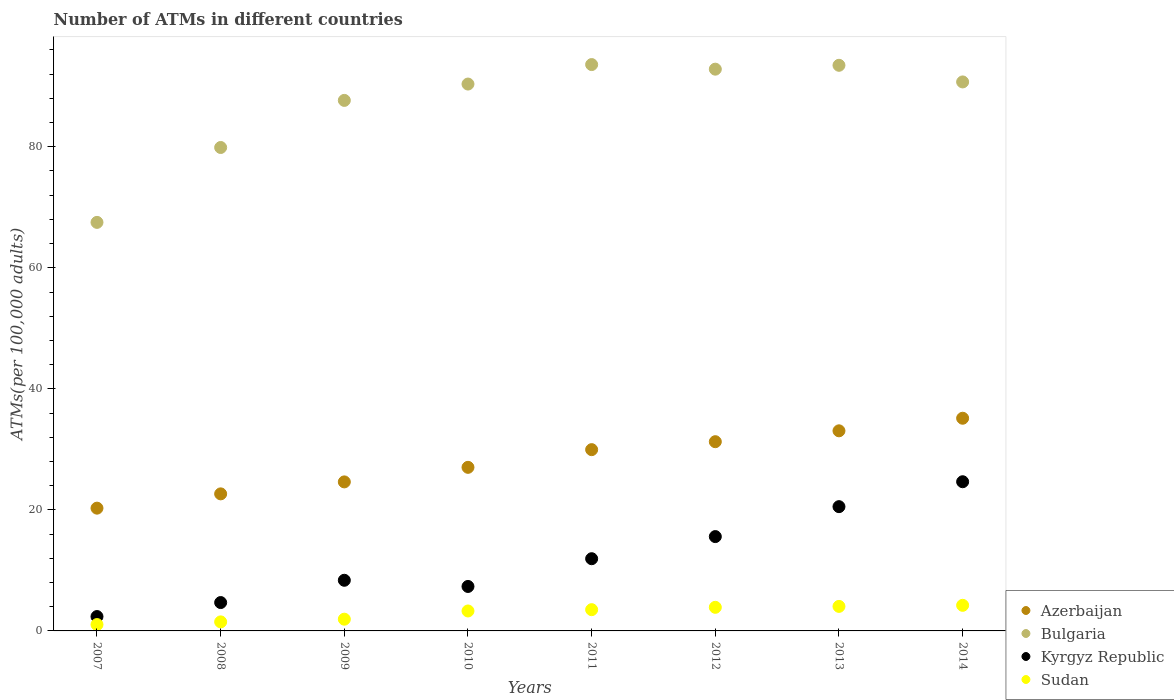 Number of ATMs in different countries
ATMs(per 100,000 adults)
80
60
40
20
0
2007
2008
2009
2010
2011
2012
2013
2014
Years
Azerbaijan
Bulgaria
Kyrgyz Republic
Sudan